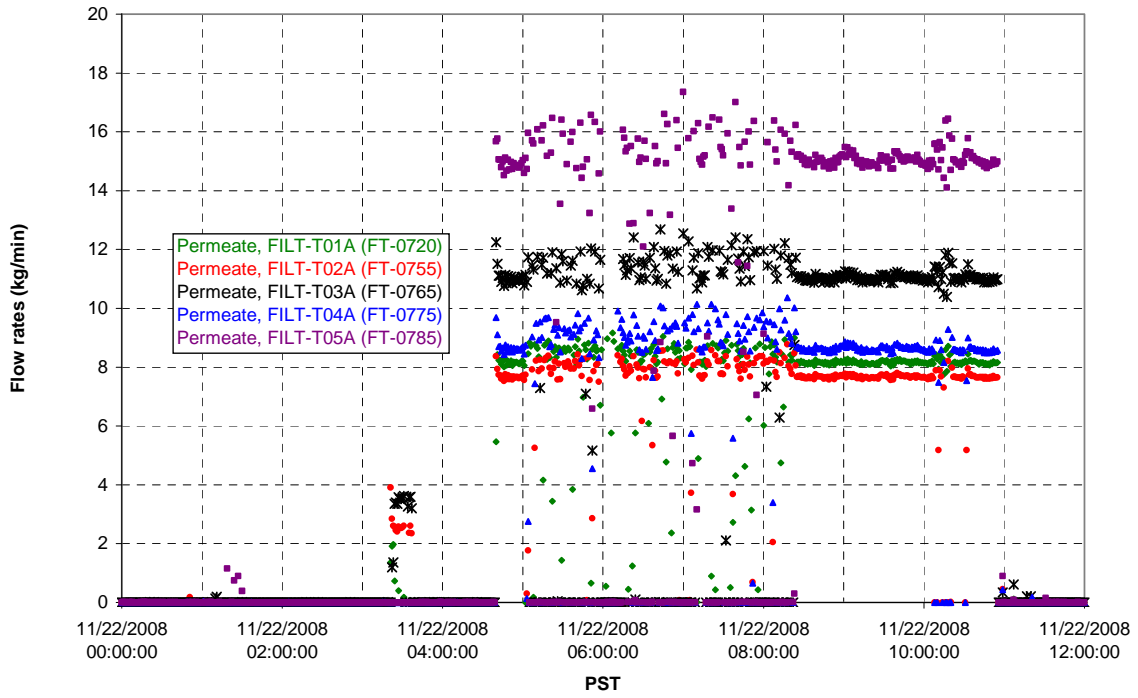 20
18
16
14
12
10
8
6
4
2
0
Flow rates (kg/min)
Permeate, FILT-T01A (FT-0720)
Permeate, FILT-T02A (FT-0755)
Permeate, FILT-T03A (FT-0765)
Permeate, FILT-T04A (FT-0775)
Permeate, FILT-T05A (FT-0785)
11/22/2008 11/22/2008 11/22/2008 11/22/2008 11/22/2008 11/22/2008 11/22/2008
00:00:00 02:00:00 04:00:00 06:00:00 08:00:00 10:00:00 12:00:00
PST